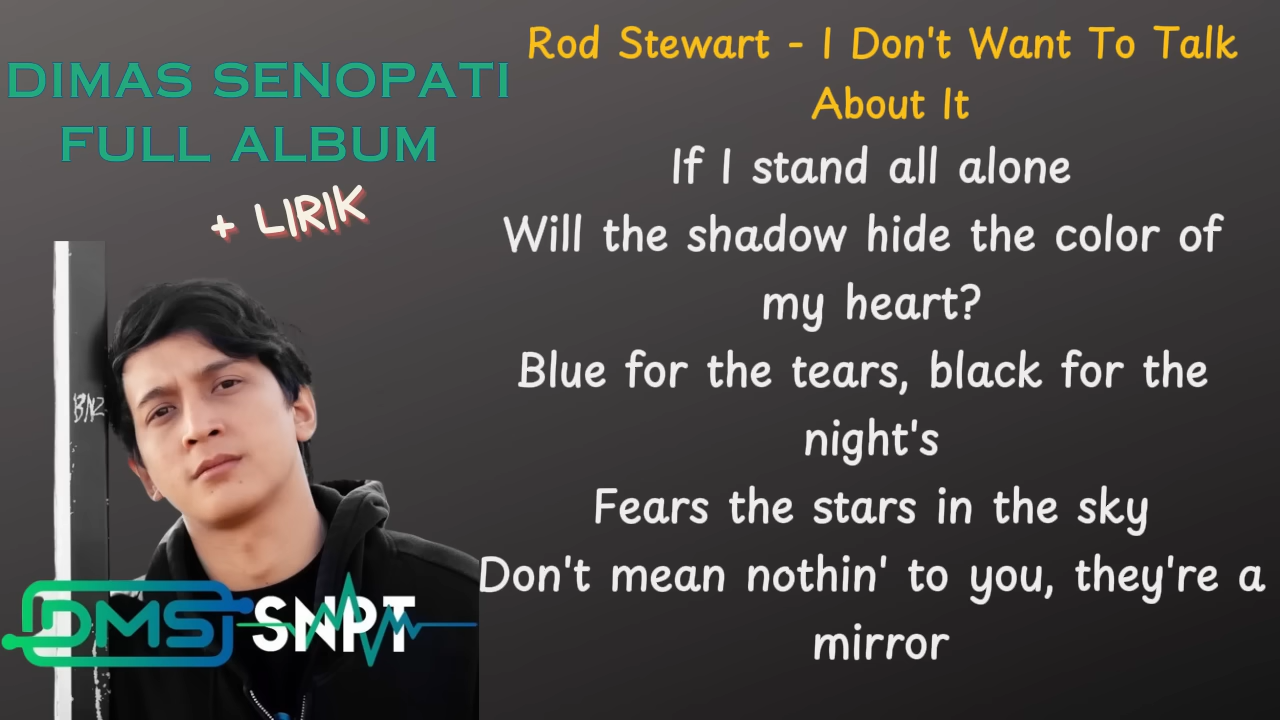 DIMAS SENOPATI
FULL ALBUM
+ LIRIK
BNZ
DMS SNPT
Rod Stewart - I Don't Want To Talk
About It
If I stand all alone
Will the shadow hide the color of
my heart?
Blue for the tears, black for the
night's
Fears the stars in the sky
Don't mean nothin' to you, they're a
mirror